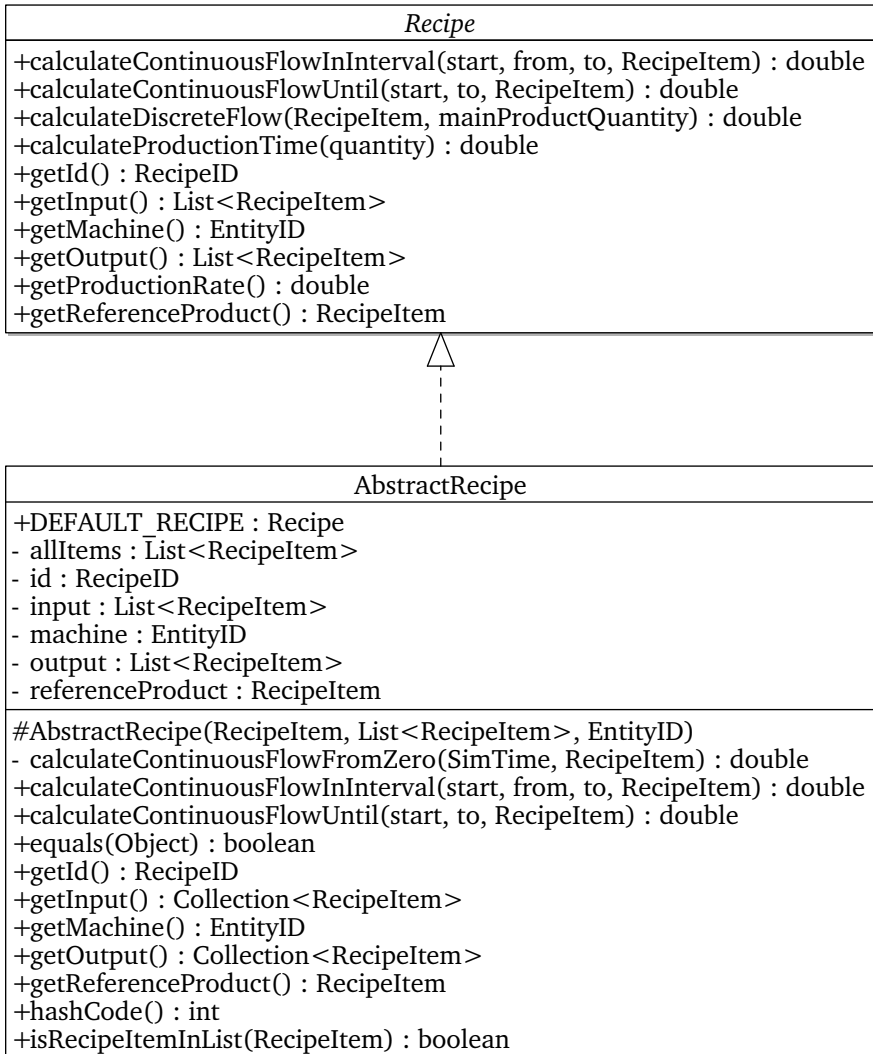 Recipe
+calculateContinuousFlowInInterval(start, from, to, RecipeItem) : double
+calculateContinuousFlowUntil(start, to, RecipeItem) : double
+calculateDiscreteFlow(RecipeItem, mainProductQuantity) : double
+calculateProductionTime(quantity) : double
+getId() : RecipeID
+getInput() : List<RecipeItem>
+getMachine() : EntityID
+getOutput() : List<RecipeItem>
+getProductionRate() : double
+getReferenceProduct() : RecipeItem
AbstractRecipe
+DEFAULT_RECIPE : Recipe
- allItems : List<RecipeItem>
- id : RecipeID
- input : List<RecipeItem>
- machine : EntityID
- output : List<RecipeItem>
- referenceProduct : RecipeItem
#AbstractRecipe(RecipeItem, List<RecipeItem>, EntityID)
- calculateContinuousFlowFromZero(SimTime, RecipeItem) : double
+calculateContinuousFlowInInterval(start, from, to, RecipeItem) : double
+calculateContinuousFlowUntil(start, to, RecipeItem) : double
+equals(Object) : boolean
+getId() : RecipeID
+getInput() : Collection<RecipeItem>
+getMachine() : EntityID
+getOutput() : Collection<RecipeItem>
+getReferenceProduct() : RecipeItem
+hashCode() : int
+isRecipeItemInList(RecipeItem) : boolean